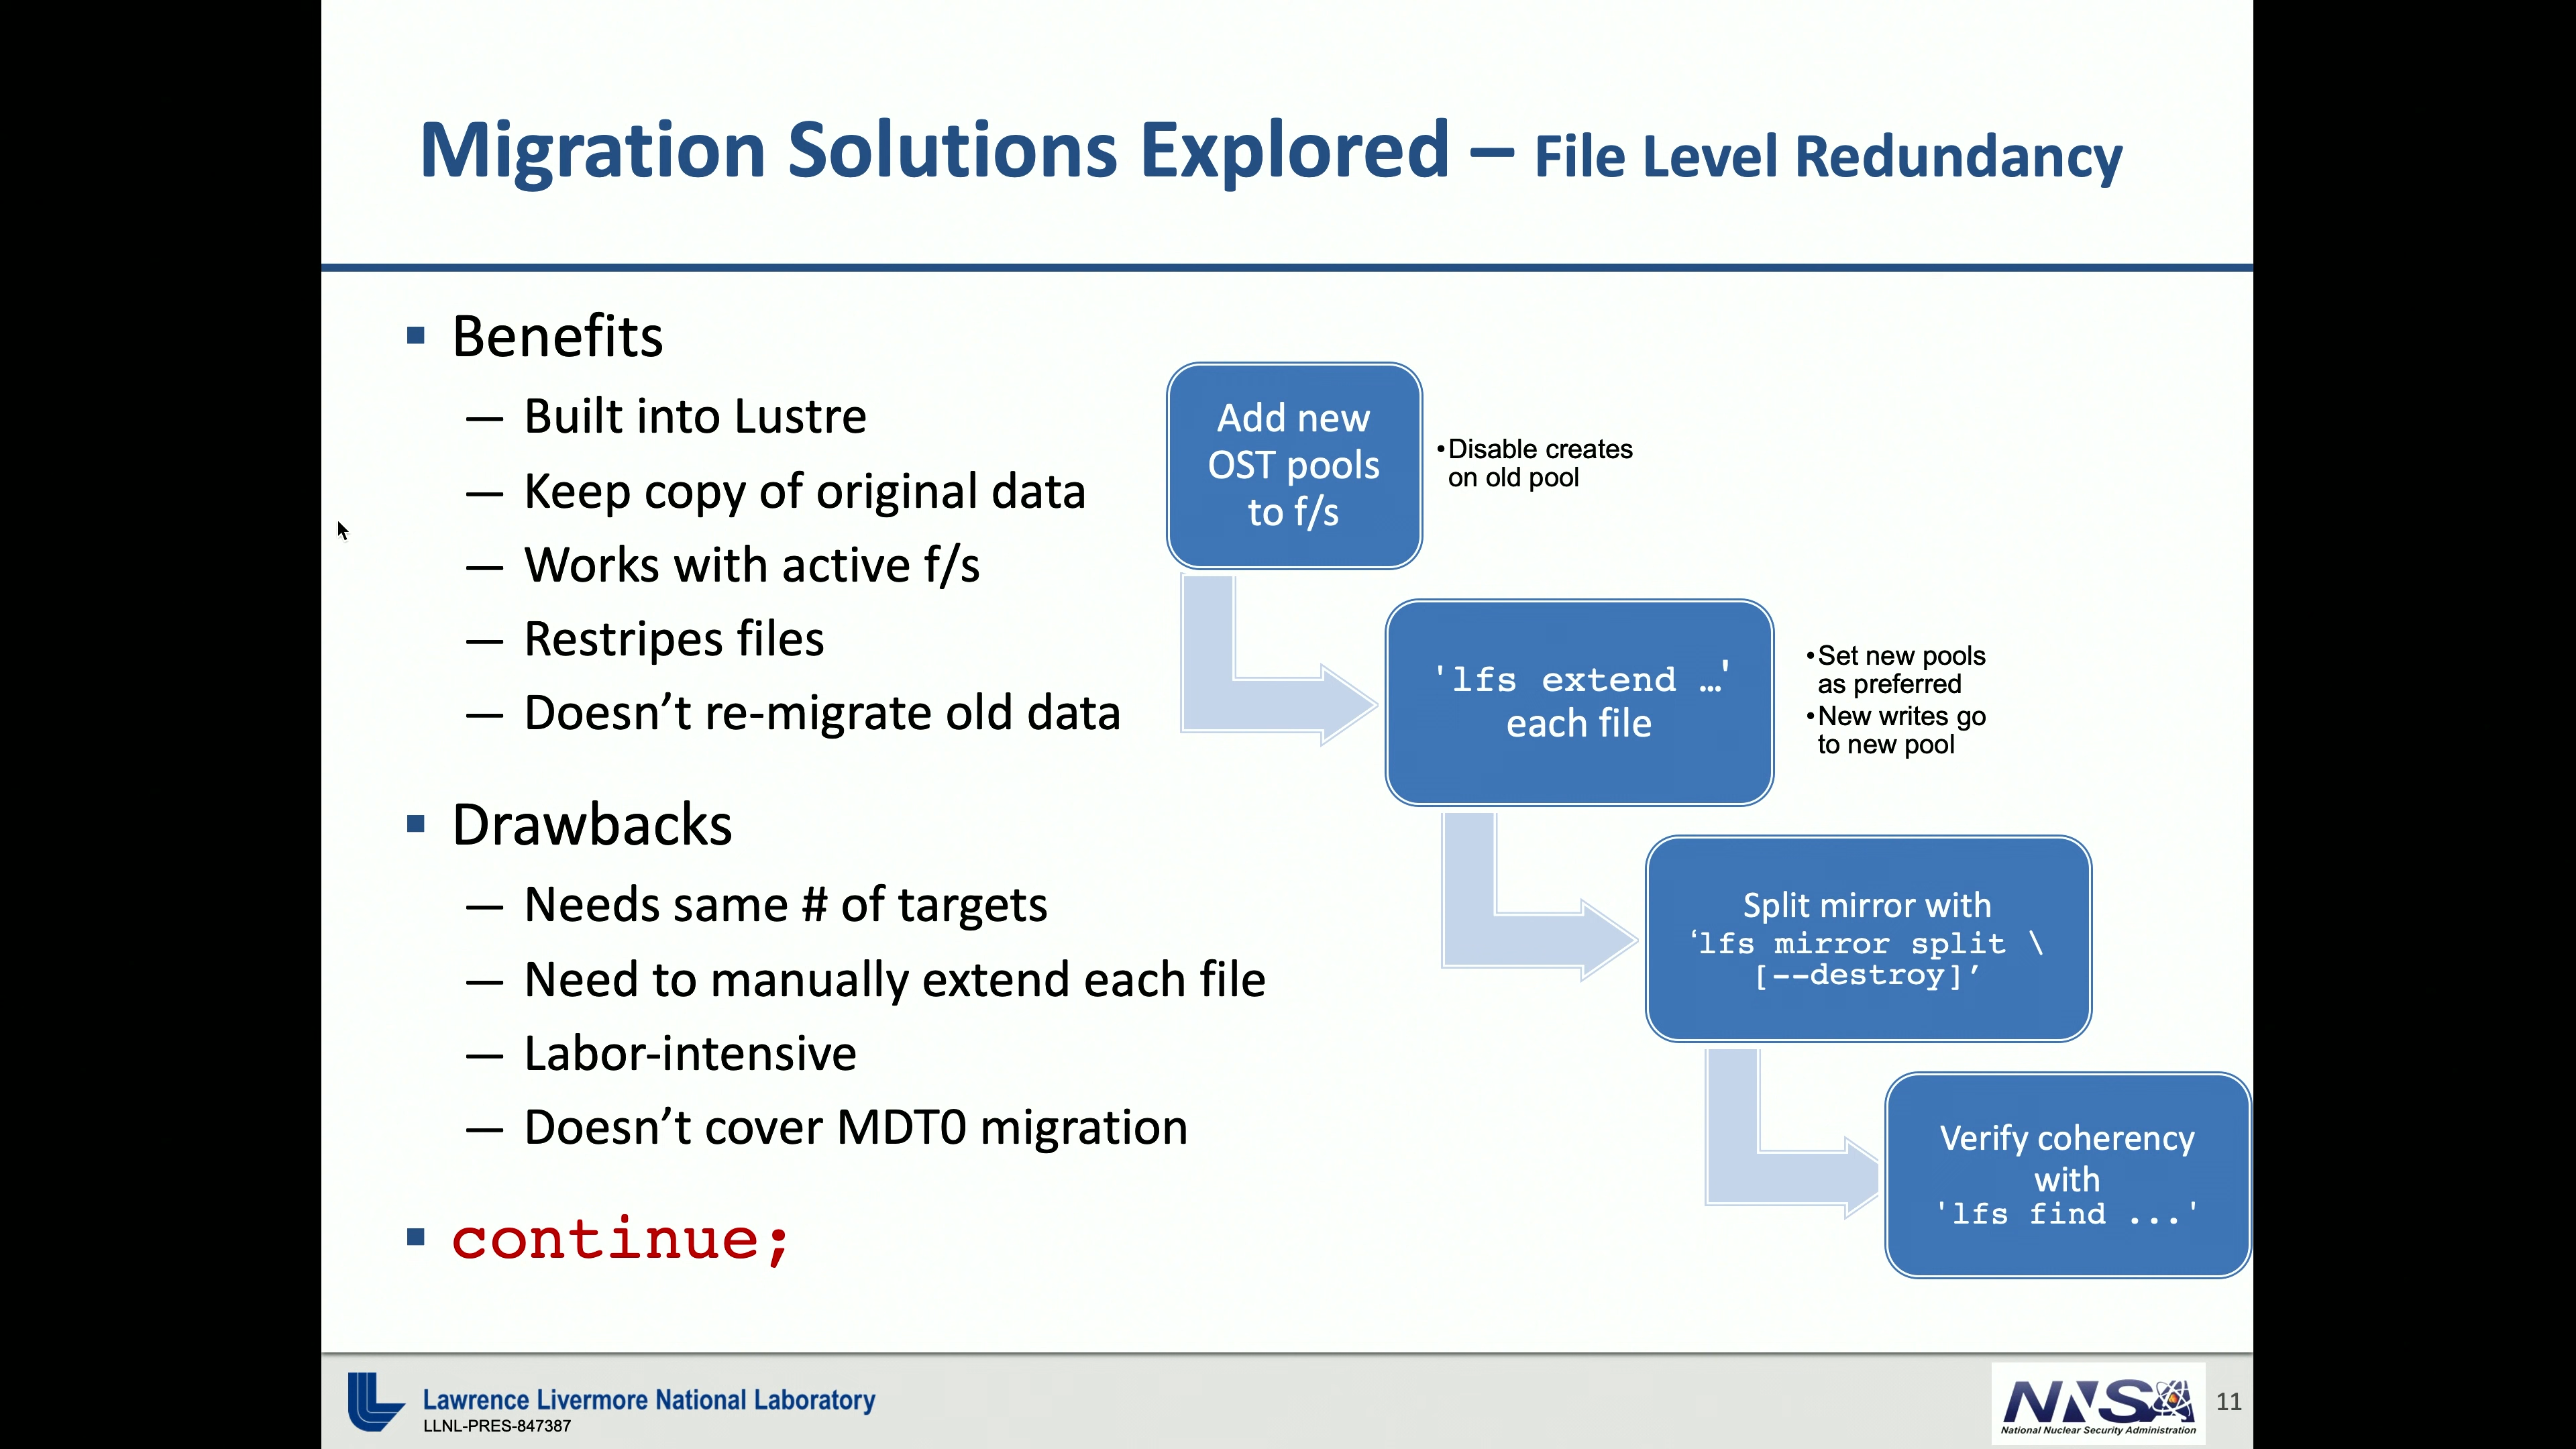 Migration Solutions Explored – File Level Redundancy
▪ Benefits
— Built into Lustre
— Keep copy of original data
— Works with active f/s
— Restripes files
— Doesn’t re-migrate old data
▪ Drawbacks
— Needs same # of targets
— Need to manually extend each file
— Labor-intensive
— Doesn’t cover MDT0 migration
▪ continue;
Add new
OST pools
to f/s
•Disable creates
on old pool
'lfs extend …'
each file
•Set new pools
as preferred
•New writes go
to new pool
Split mirror with
‘lfs mirror split \
[--destroy]’
Verify coherency
with
'lfs find ...'
Lawrence Livermore National Laboratory
LLNL-PRES-847387
NNSA
National Nuclear Security Administration
11